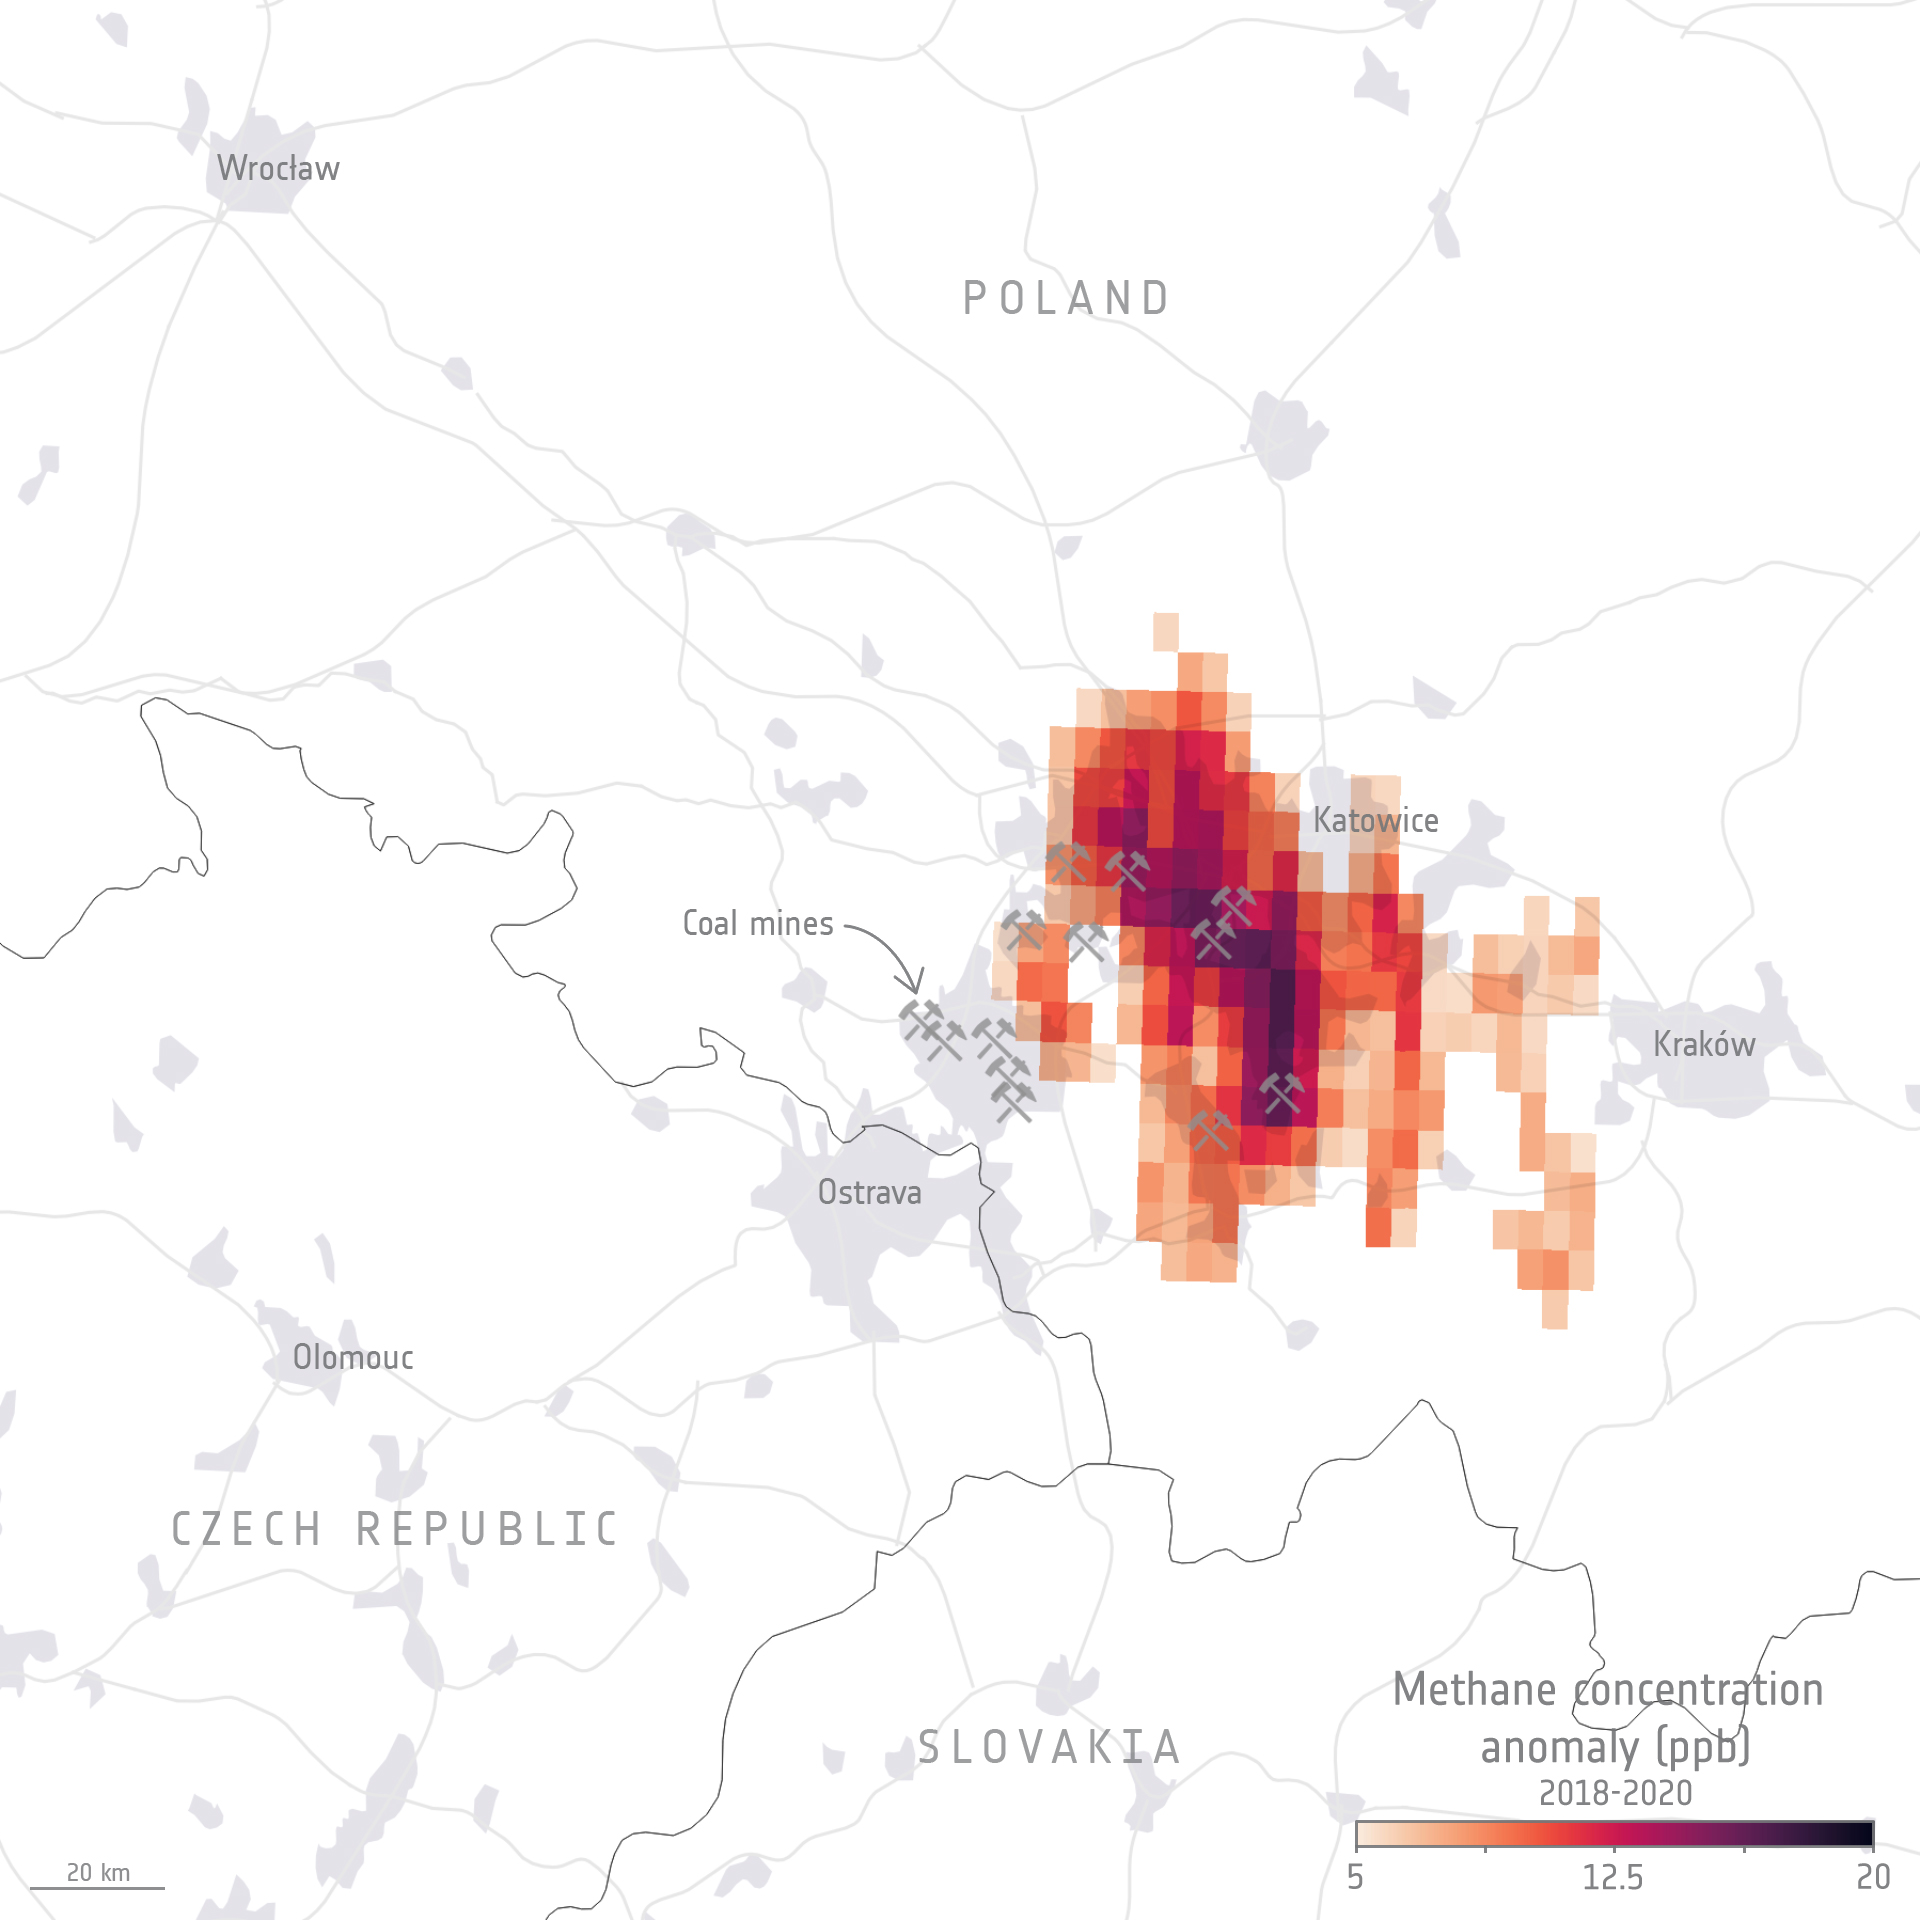 Wrocław
POLAND
Katowice
Coal mines
Kraków
Ostrava
Olomouc
CZECH REPUBLIC
SLOVAKIA
Methane concentration
anomaly (ppb)
2018-2020
5 12.5 20
20 km